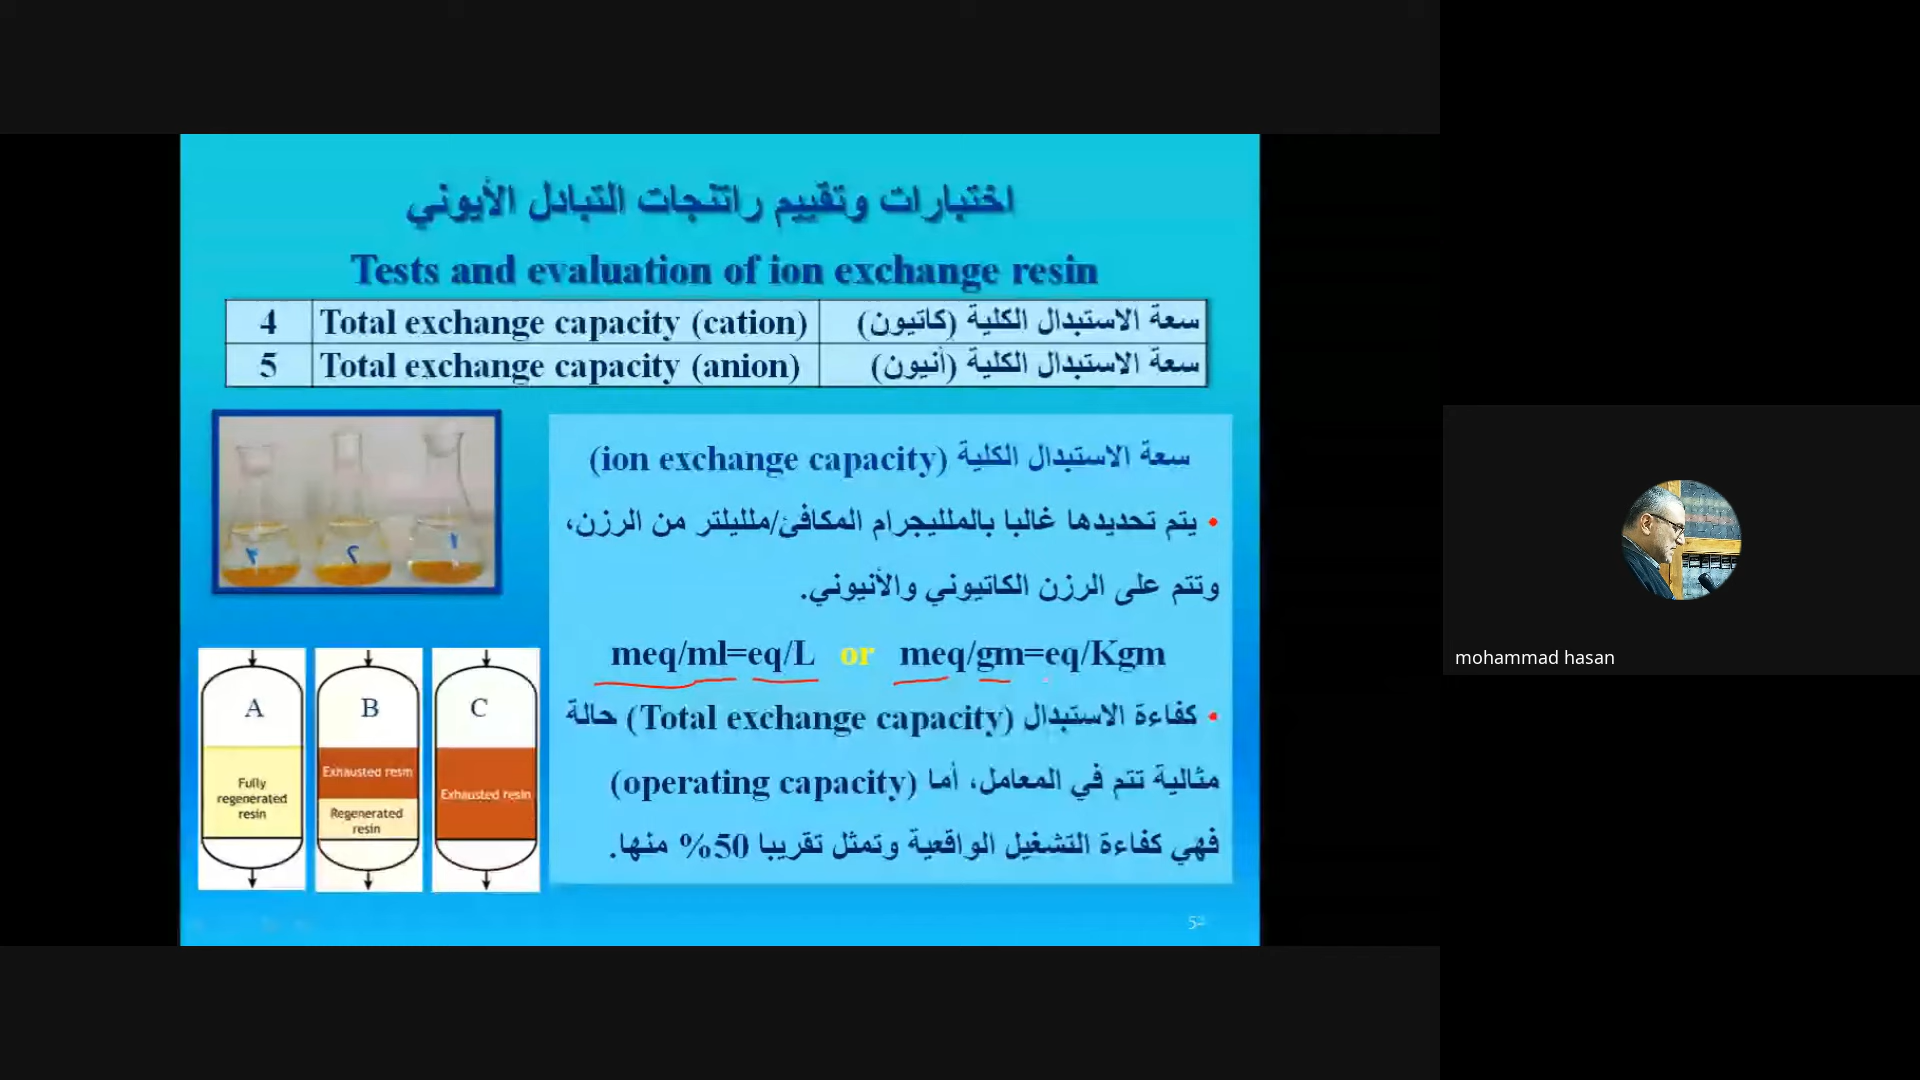 اختبارات وتقييم راتنجات التبادل الأيوني
Tests and evaluation of ion exchange resin
4 Total exchange capacity (cation) سعة الاستبدال الكلية (كاتيون)
5 Total exchange capacity (anion) سعة الاستبدال الكلية (أنيون)
سعة الاستبدال الكلية (ion exchange capacity)
• يتم تحديدها غالبا بالملليجرام المكافئ/ملليلتر من الرزن،
وتتم على الرزن الكاتيوني والأنيوني.
meq/ml=eq/L or meq/gm=eq/Kgm
• كفاءة الاستبدال (Total exchange capacity) حالة
مثالية تتم في المعامل، أما (operating capacity)
فهي كفاءة التشغيل الواقعية وتمثل تقريبا 50% منها.
٣ ٢ ١
A
Fully
regenerated
resin
B
Exhausted resin
Regenerated
resin
C
Exhausted resin
mohammad hasan